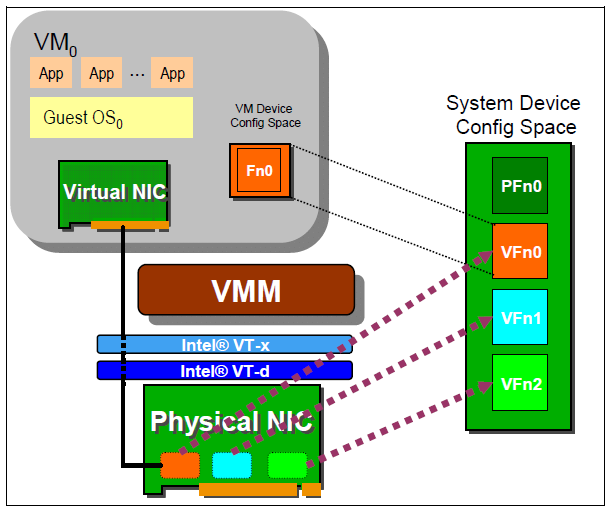 VM0
App App ... App
Guest OS0
VM Device
Config Space
Fn0
Virtual NIC
System Device
Config Space
PFn0
VFn0
VFn1
VFn2
VMM
Intel® VT-x
Intel® VT-d
Physical NIC